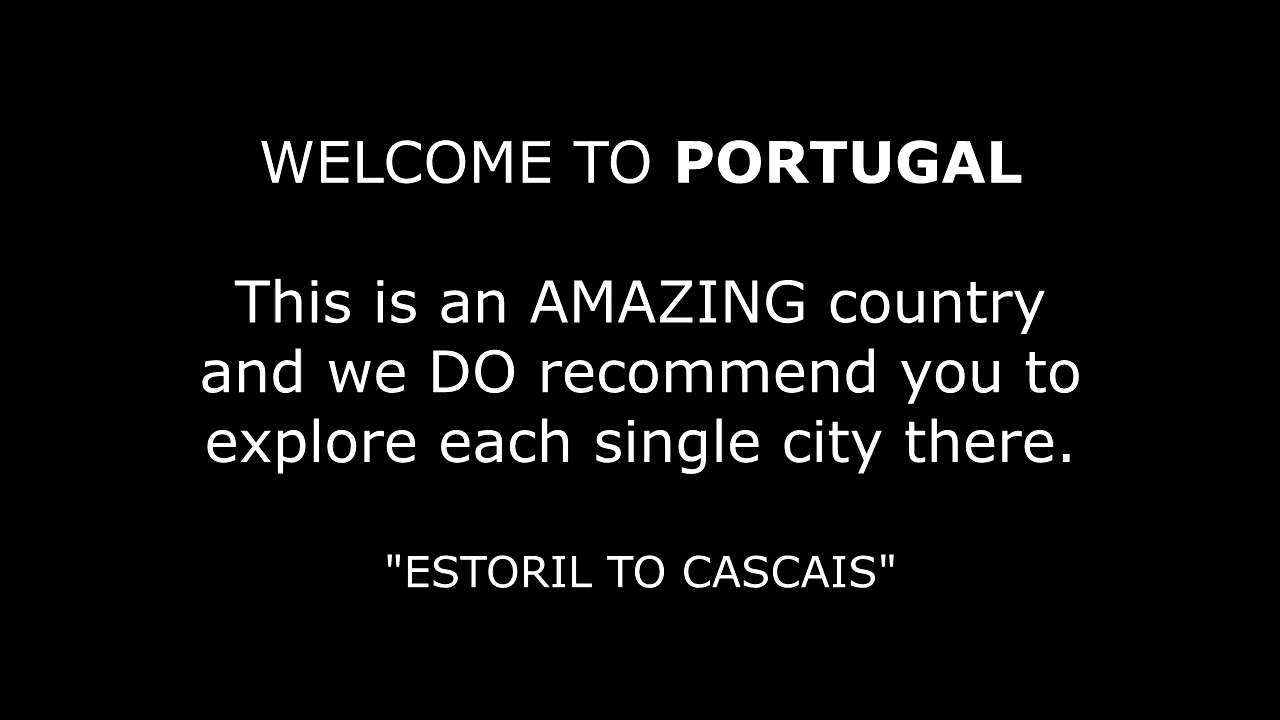 WELCOME TO PORTUGAL
This is an AMAZING country
and we DO recommend you to
explore each single city there.
"ESTORIL TO CASCAIS"